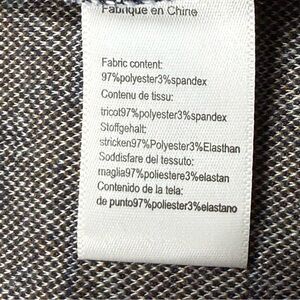 Fabriqué en Chine
Fabric content:
97%polyester3%spandex
Contenu de tissu:
tricot97%polyester3%spandex
Stoffgehalt:
stricken97%Polyester3%Elasthan
Soddisfare del tessuto:
maglia97%poliestere3%elastan
Contenido de la tela:
de punto97%poliester3%elastano